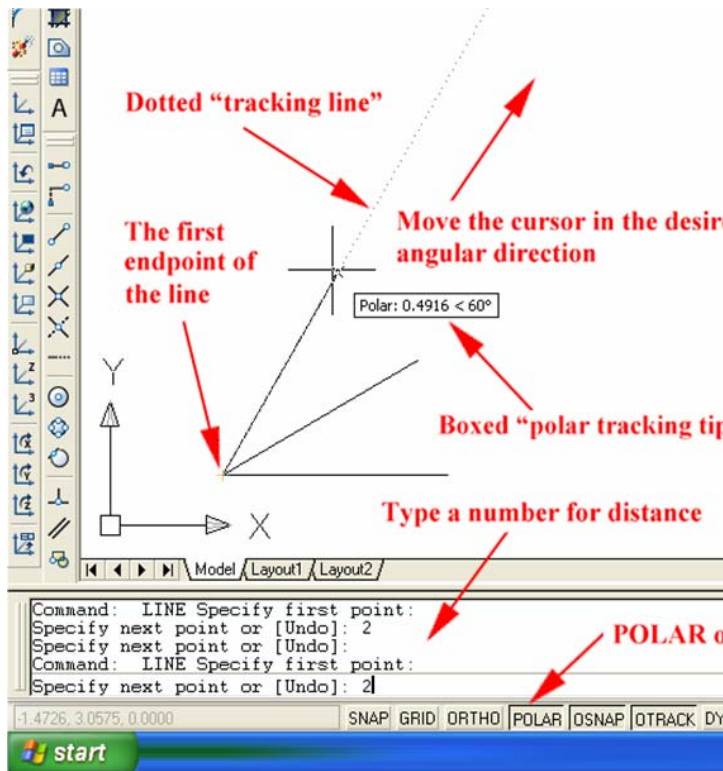 A
Dotted “tracking line”
Move the cursor in the
angular direction
The first
endpoint of
the line
Polar: 0.4916 < 60°
Y
Z
3
Boxed “polar tracking
X
Y
Z
X
Type a number for distance
Model
Layout1
Layout2
Command: LINE Specify first point:
Specify next point or [Undo]: 2
Specify next point or [Undo]:
Command: LINE Specify first point:
POLAR
Specify next point or [Undo]: 2
-1.4726, 3.0575, 0.0000
SNAP GRID ORTHO POLAR OSNAP OTRACK
start